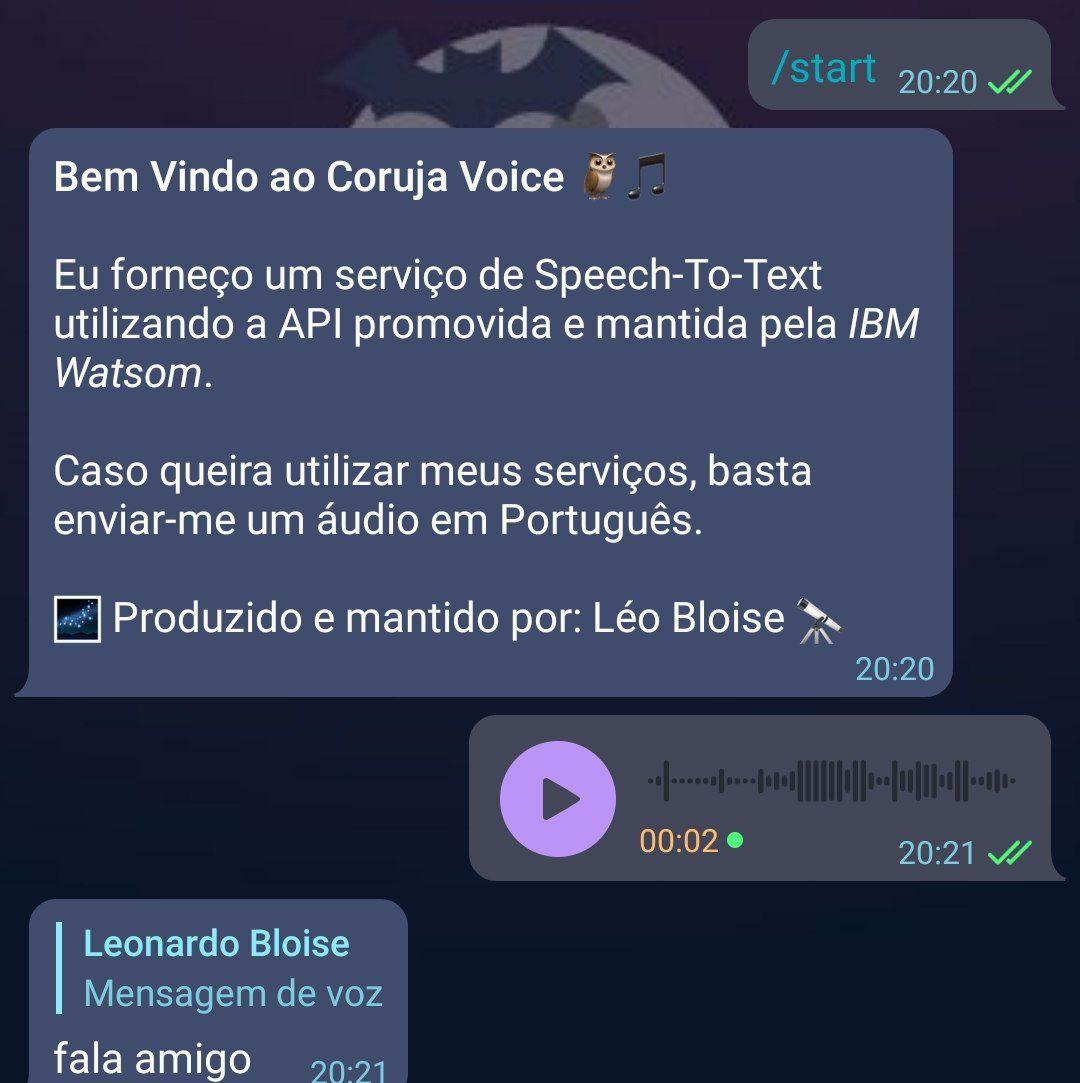 /start 20:20
Bem Vindo ao Coruja Voice 🦉🎵
Eu forneço um serviço de Speech-To-Text
utilizando a API promovida e mantida pela IBM
Watsom.
Caso queira utilizar meus serviços, basta
enviar-me um áudio em Português.
🌌 Produzido e mantido por: Léo Bloise 🔭
20:20
00:02 20:21
Leonardo Bloise
Mensagem de voz
fala amigo 20:21